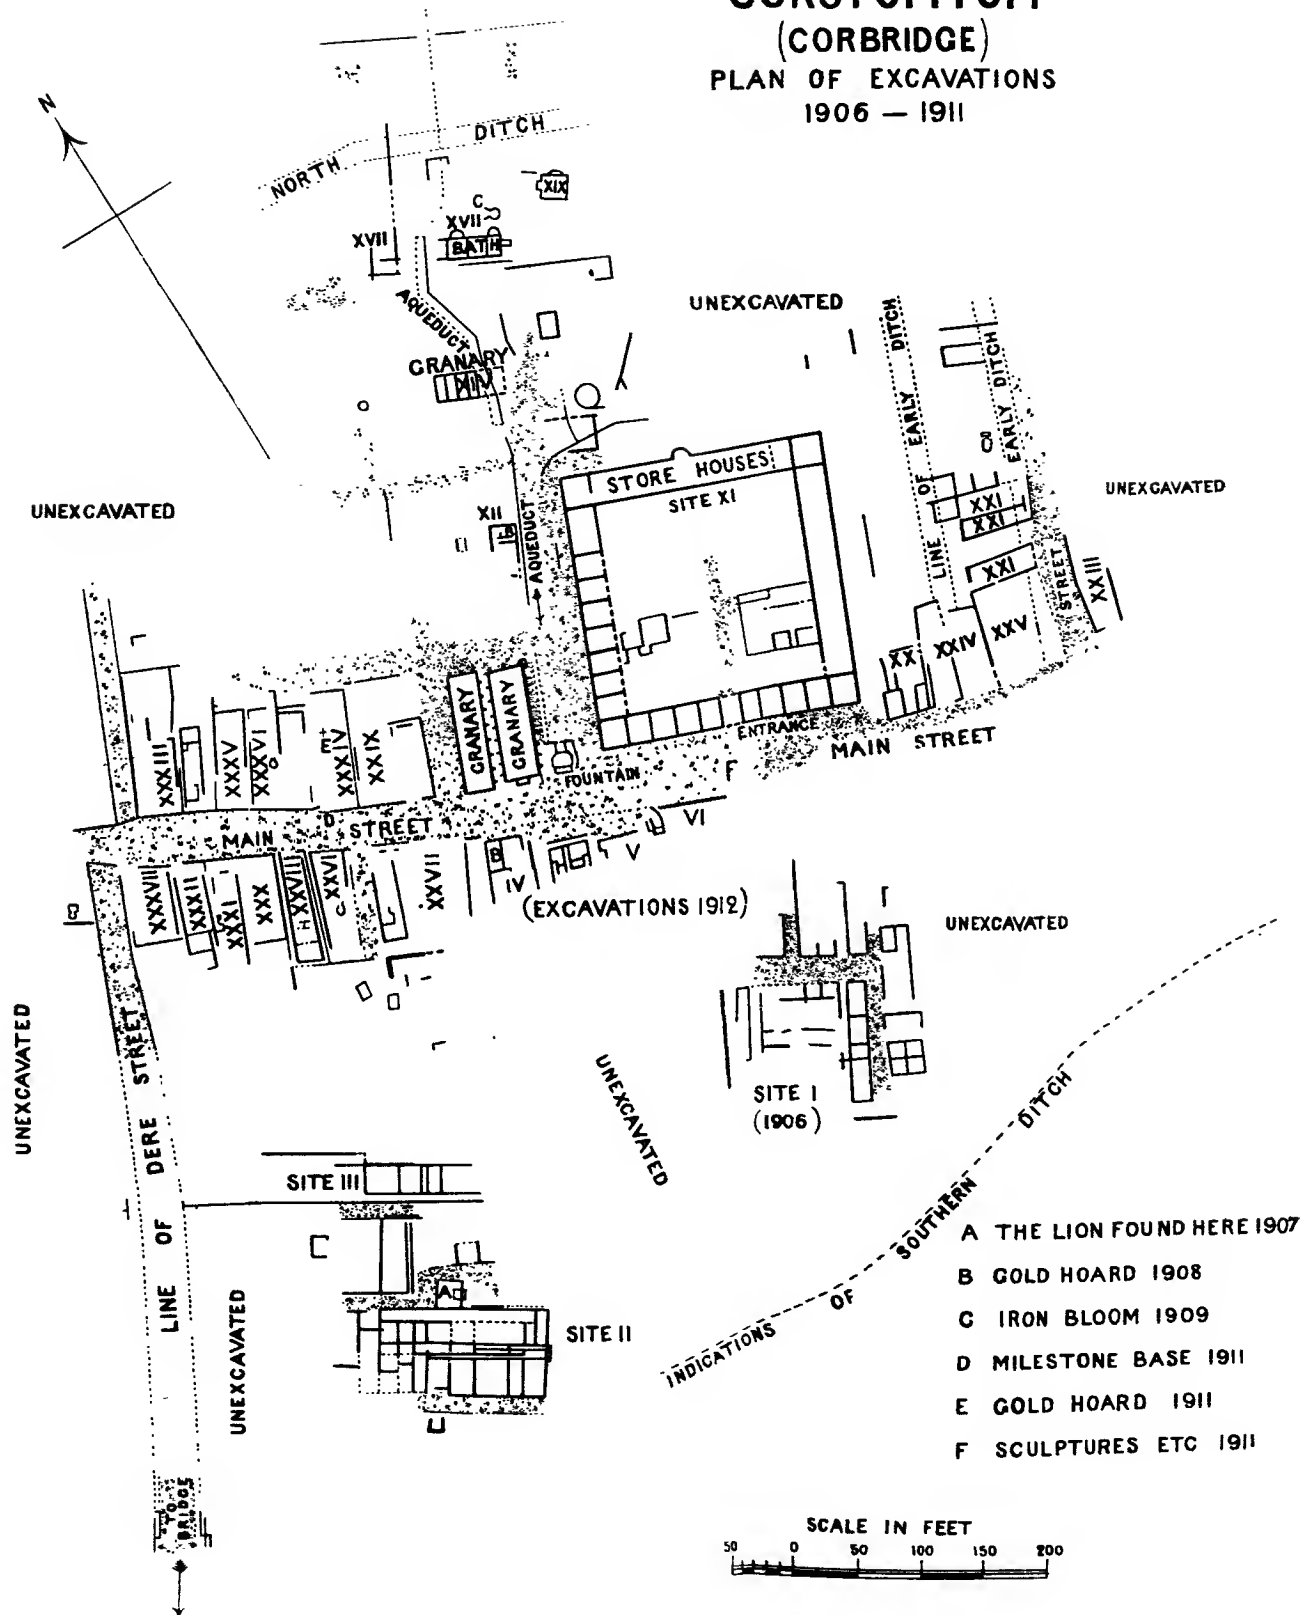 (CORBRIDGE)
PLAN OF EXCAVATIONS
1906 — 1911
N
NORTH DITCH
XIX
C
XVII
XVII
BATH
AQUEDUCT
UNEXCAVATED
GRANARY
XIV
LINE OF EARLY DITCH
EARLY DITCH
STORE HOUSES
SITE XI
UNEXCAVATED
UNEXCAVATED
XII
B
AQUEDUCT
XXI
XXI
XXI
STREET
XXIII
XX
XXIV
XXV
GRANARY
GRANARY
ENTRANCE
MAIN STREET
FOUNTAIN
F
XXXIII
XXXV
XXXVI
E
XXXIV
XXIX
MAIN STREET
D
VI
V
B
IV
XXVII
XXXVII
XXXII
XXXI
XXX
XXVIII
XXVI
(EXCAVATIONS 1912)
UNEXCAVATED
UNEXCAVATED
UNEXCAVATED
SITE I
(1906)
LINE OF DERE STREET
SITE III
INDICATIONS OF SOUTHERN DITCH
A
SITE II
UNEXCAVATED
A THE LION FOUND HERE 1907
B GOLD HOARD 1908
C IRON BLOOM 1909
D MILESTONE BASE 1911
E GOLD HOARD 1911
F SCULPTURES ETC 1911
TO BRIDGE
SCALE IN FEET
50 0 50 100 150 200